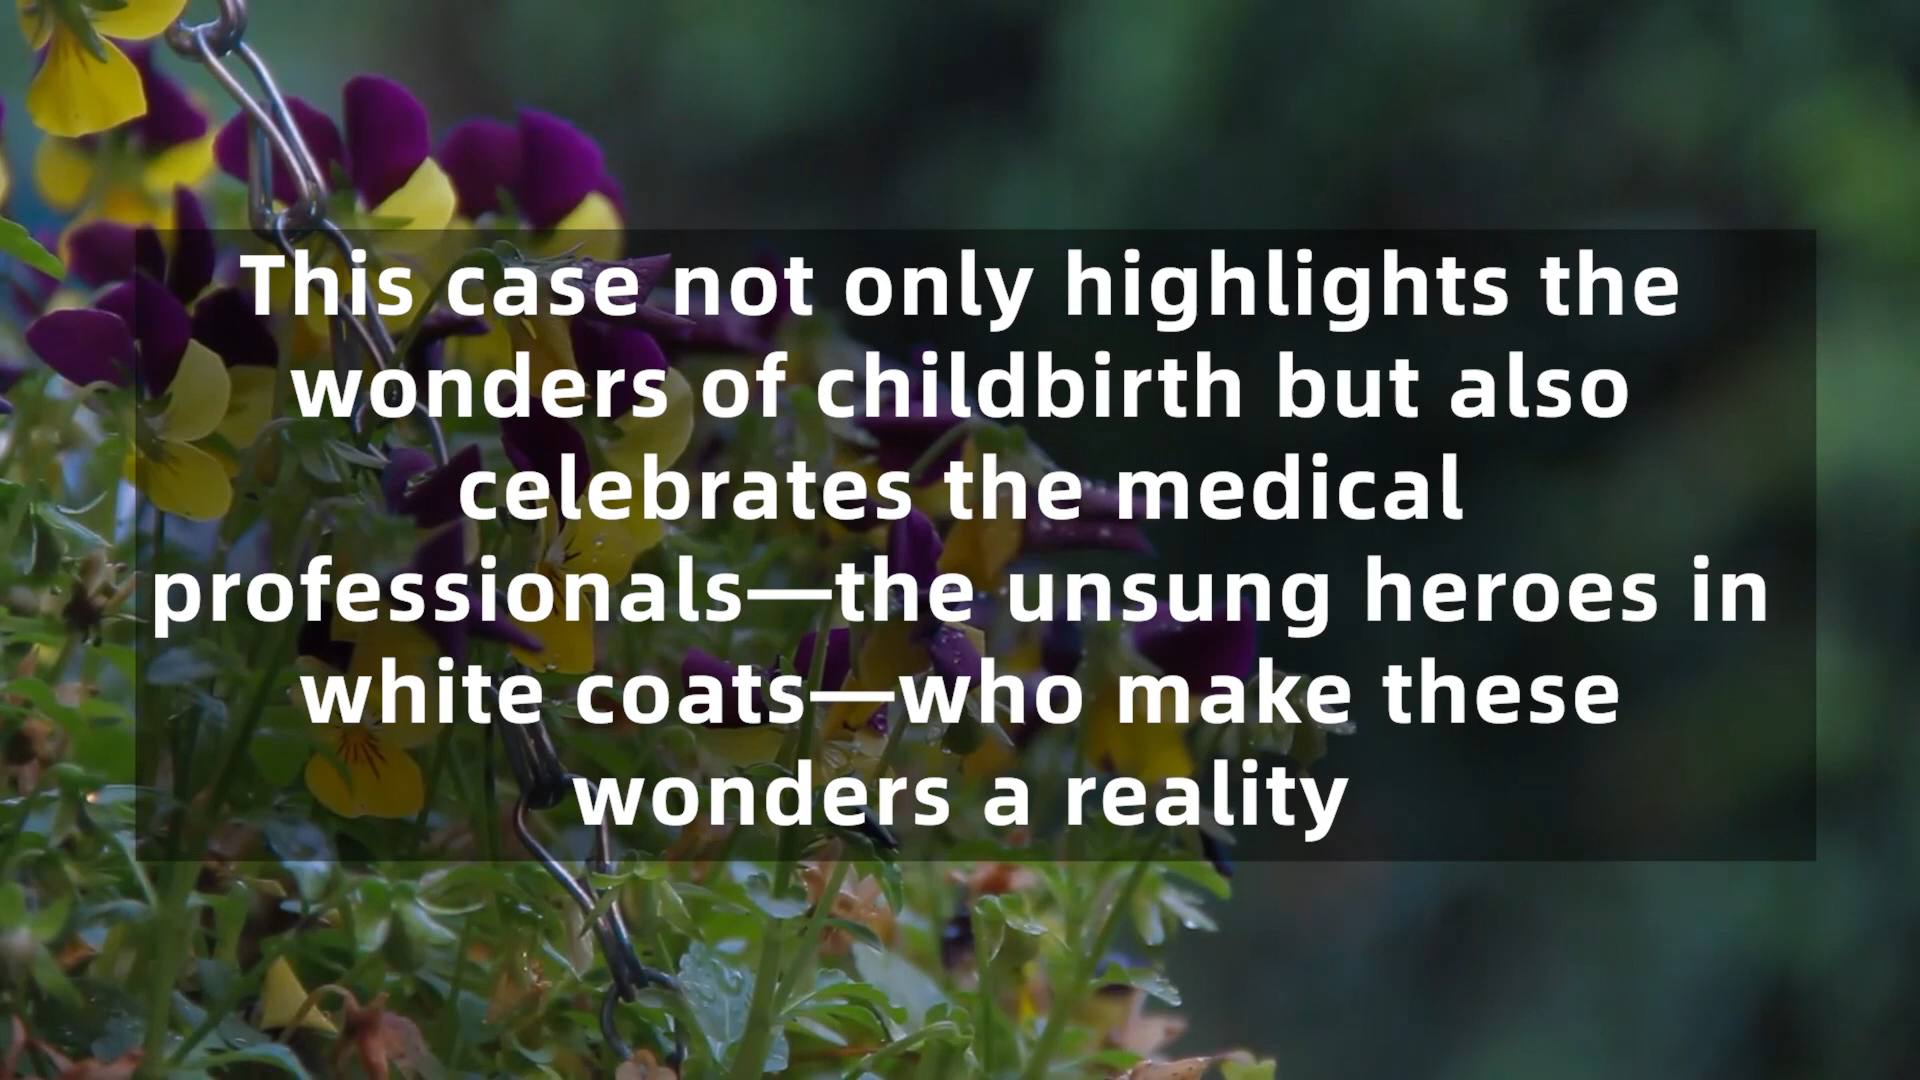 This case not only highlights the
wonders of childbirth but also
celebrates the medical
professionals—the unsung heroes in
white coats—who make these
wonders a reality